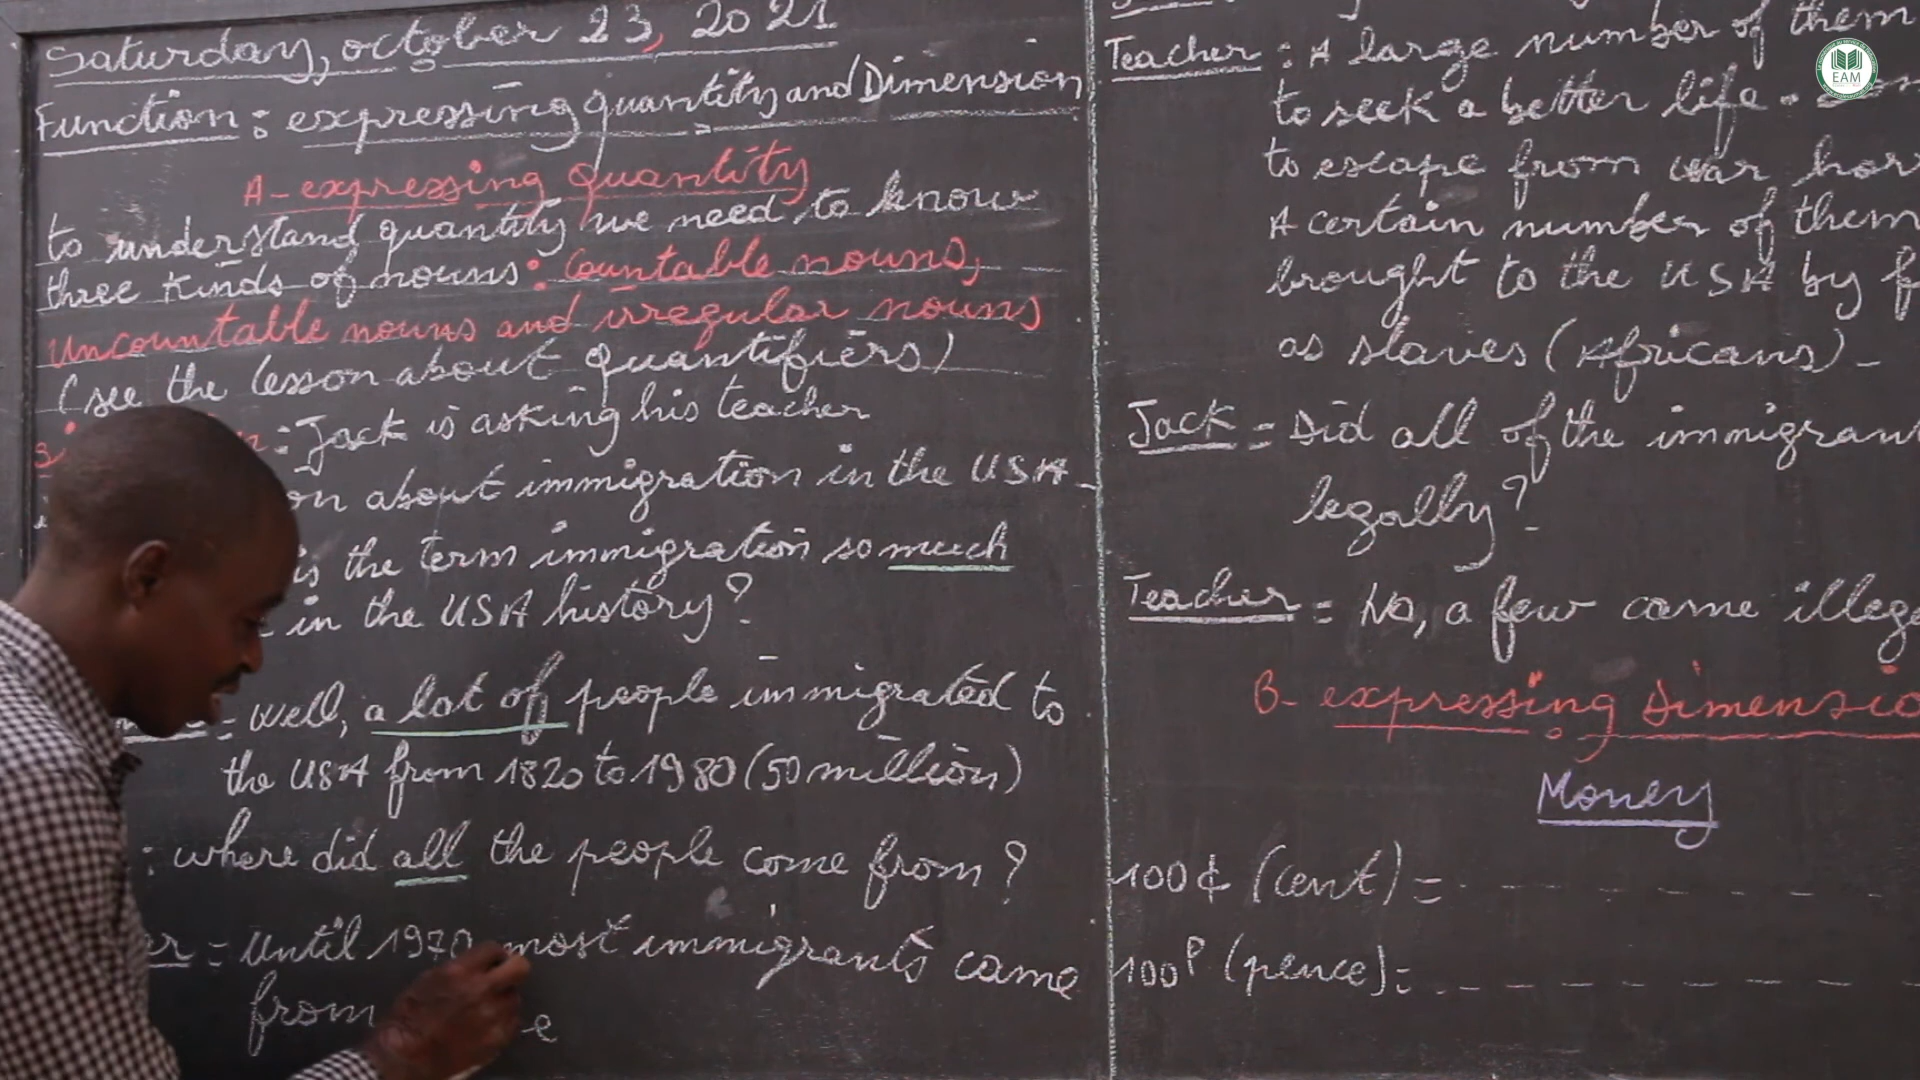 Saturday, october 23, 2021
Function: expressing quantity and Dimension
A- expressing quantity
to understand quantity we need to know
three kinds of nouns: countable nouns,
uncountable nouns and irregular nouns
(see the lesson about quantifiers)
: Jack is asking his teacher
about immigration in the USA-
is the term immigration so much
in the USA history?
= well, a lot of people immigrated to
the USA from 1820 to 1980 (50 million)
: where did all the people come from?
= Until 1970 most immigrants came
from
Teacher: A large number of them
to seek a better life.
to escape from war
A certain number of them
brought to the USA by
as slaves (Africans)-
Jack = Did all of the
legally?
Teacher = No, a few came
B- expressing
Money
100 ¢ (cent) = - - - - - -
100 P (pence): - - - - - -
EAM